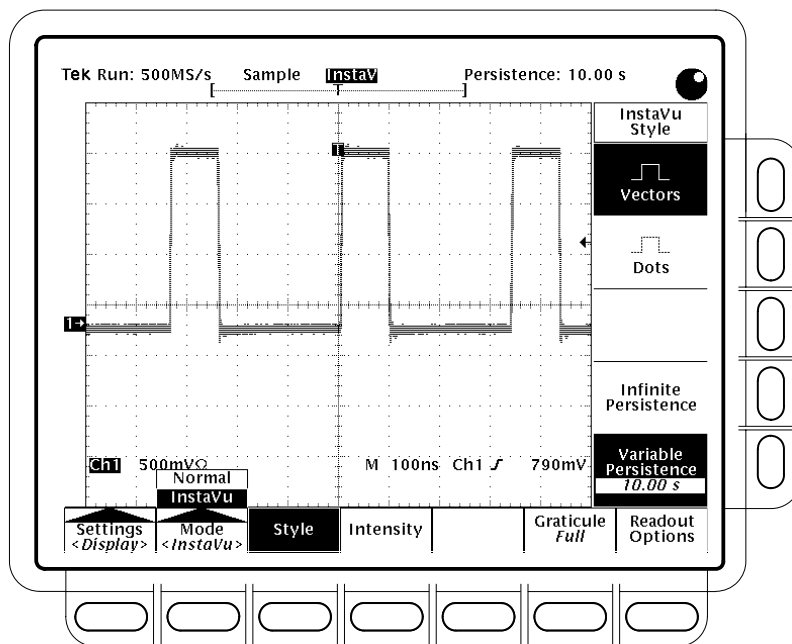 Tek Run: 500MS/s Sample InstaV Persistence: 10.00 s
T
InstaVu
Style
Vectors
Dots
Infinite
Persistence
Variable
Persistence
10.00 s
T
1→
Ch1 500mVΩ M 100ns Ch1 790mV
Normal
InstaVu
Settings
<Display>
Mode
<InstaVu>
Style
Intensity
Graticule
Full
Readout
Options